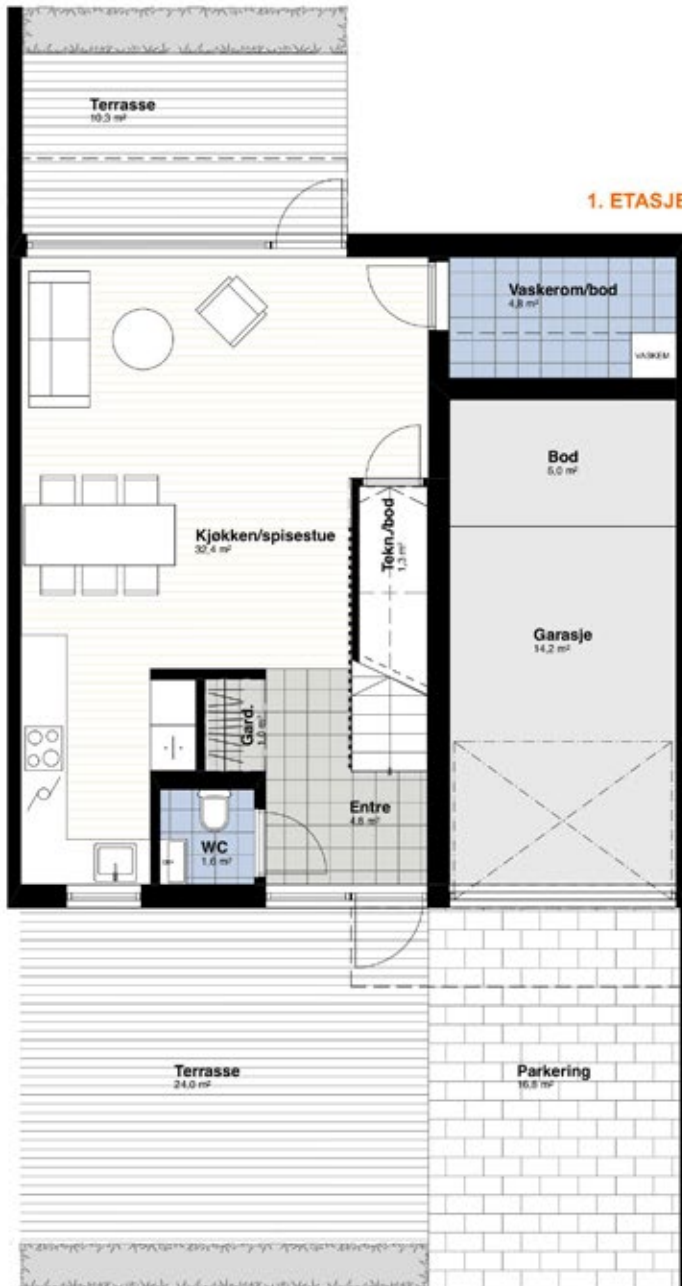 Terrasse
10,3 m²
1. ETASJE
Vaskerom/bod
4,8 m²
VASKEM
Bod
5,0 m²
Tekn./bod
1,3 m²
Kjøkken/spisestue
32,4 m²
Garasje
14,2 m²
Gard.
1,0 m²
Entre
4,6 m²
WC
1,6 m²
Terrasse
24,0 m²
Parkering
16,8 m²